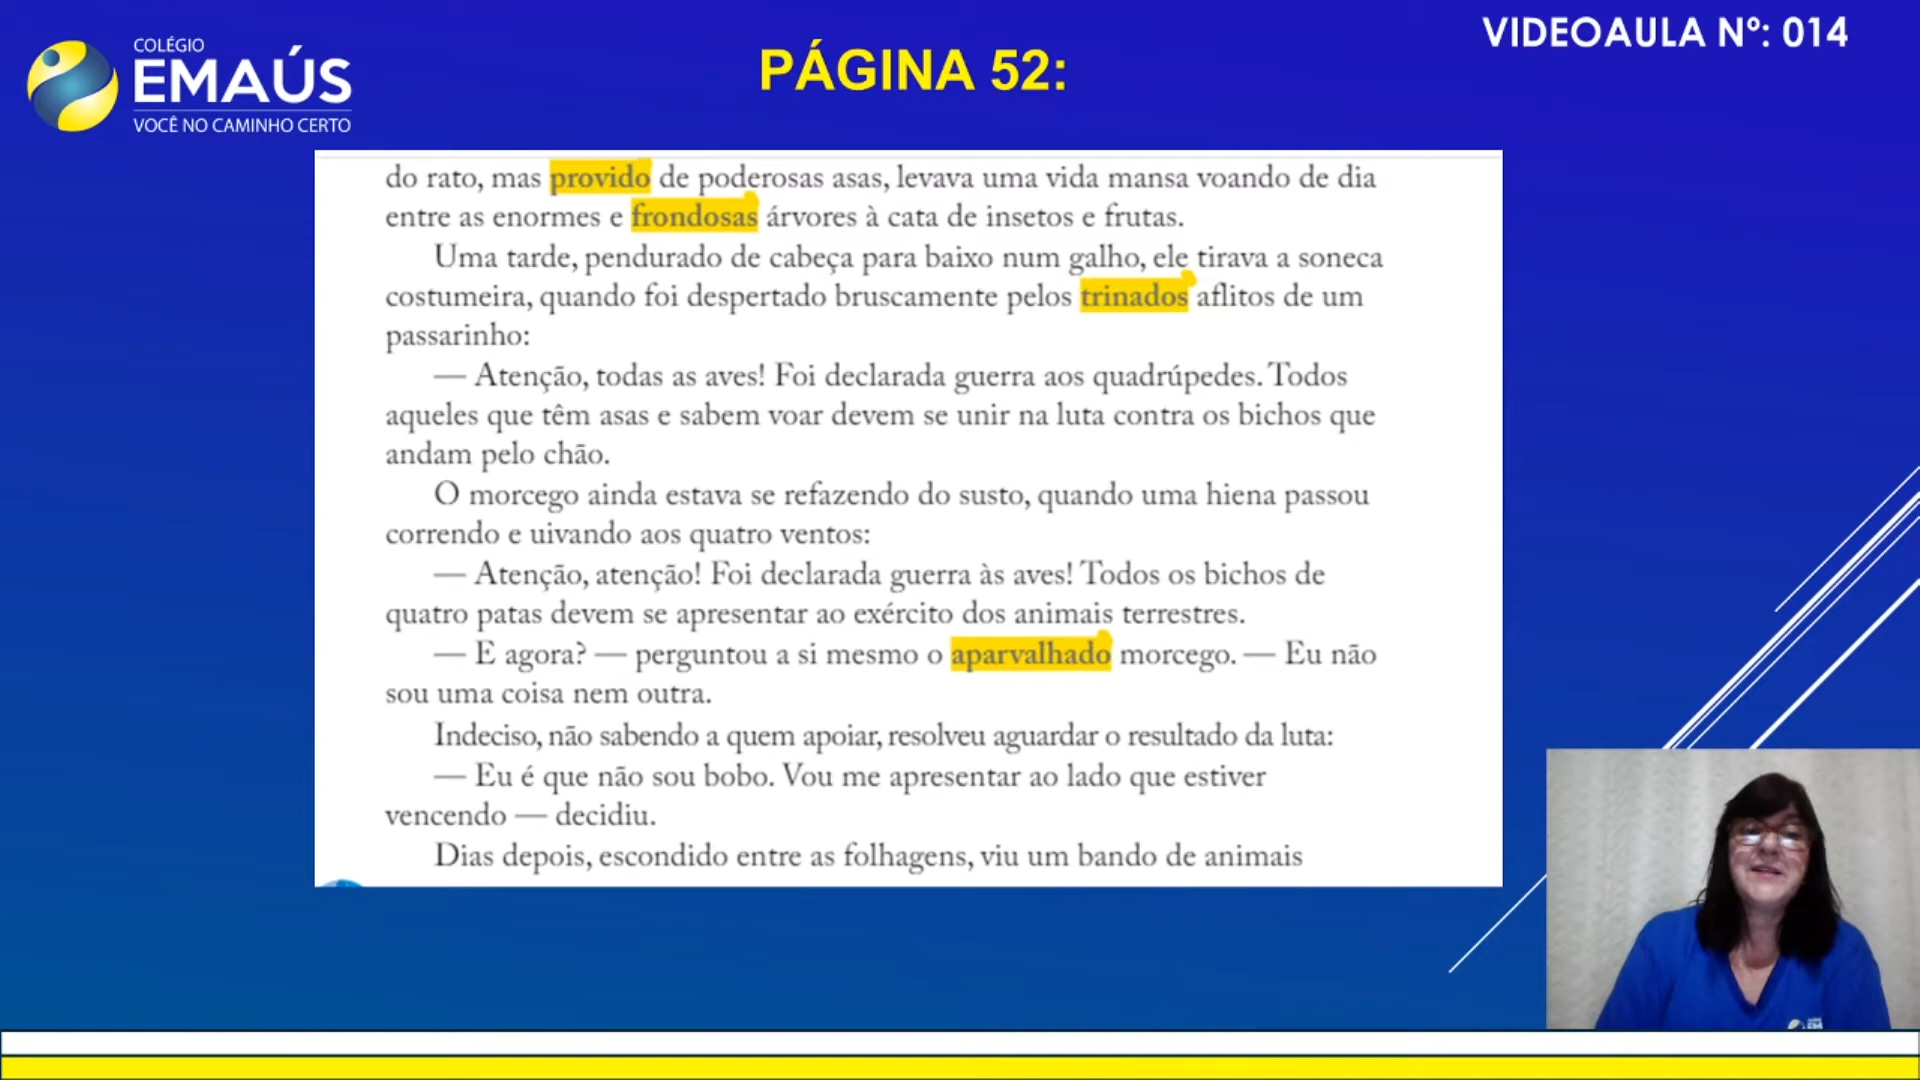 COLÉGIO
EMAÚS
VOCÊ NO CAMINHO CERTO
PÁGINA 52:
VIDEOAULA Nº: 014
do rato, mas provido de poderosas asas, levava uma vida mansa voando de dia
entre as enormes e frondosas árvores à cata de insetos e frutas.
Uma tarde, pendurado de cabeça para baixo num galho, ele tirava a soneca
costumeira, quando foi despertado bruscamente pelos trinados aflitos de um
passarinho:
— Atenção, todas as aves! Foi declarada guerra aos quadrúpedes. Todos
aqueles que têm asas e sabem voar devem se unir na luta contra os bichos que
andam pelo chão.
O morcego ainda estava se refazendo do susto, quando uma hiena passou
correndo e uivando aos quatro ventos:
— Atenção, atenção! Foi declarada guerra às aves! Todos os bichos de
quatro patas devem se apresentar ao exército dos animais terrestres.
— E agora? — perguntou a si mesmo o aparvalhado morcego. — Eu não
sou uma coisa nem outra.
Indeciso, não sabendo a quem apoiar, resolveu aguardar o resultado da luta:
— Eu é que não sou bobo. Vou me apresentar ao lado que estiver
vencendo — decidiu.
Dias depois, escondido entre as folhagens, viu um bando de animais